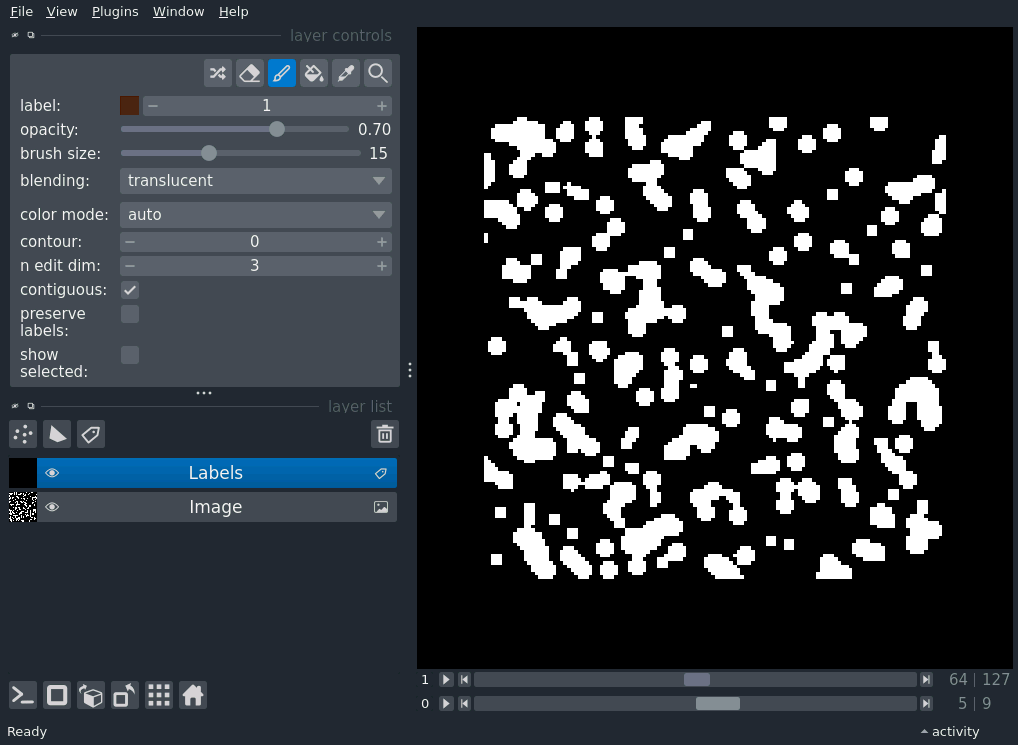 File View Plugins Window Help
layer controls
label: 1
opacity: 0.70
brush size: 15
blending: translucent
color mode: auto
contour: 0
n edit dim: 3
contiguous:
preserve
labels:
show
selected:
layer list
Labels
Image
1 64 | 127
0 5 | 9
Ready activity